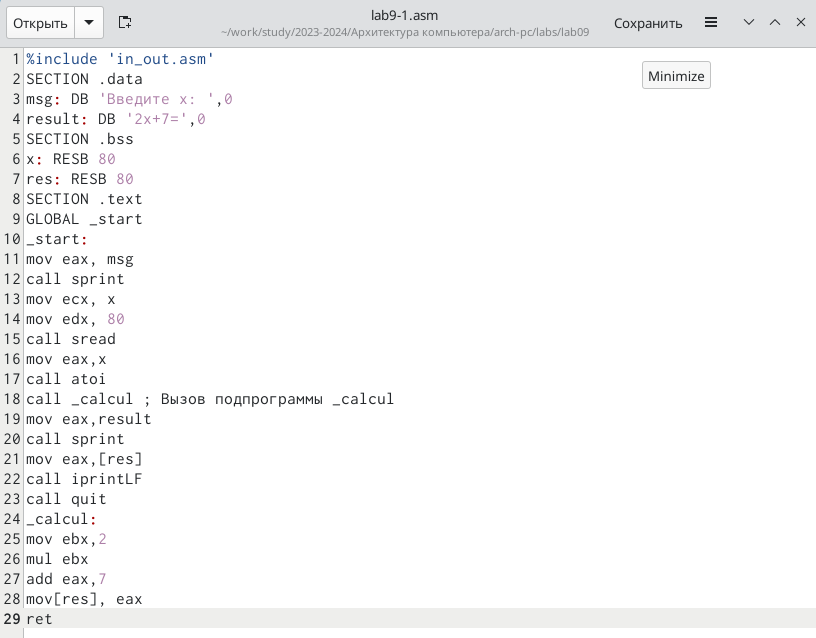 Открыть
lab9-1.asm
~/work/study/2023-2024/Архитектура компьютера/arch-pc/labs/lab09
Сохранить
Minimize
1 %include 'in_out.asm'
2 SECTION .data
3 msg: DB 'Введите x: ',0
4 result: DB '2x+7=',0
5 SECTION .bss
6 x: RESB 80
7 res: RESB 80
8 SECTION .text
9 GLOBAL _start
10 _start:
11 mov eax, msg
12 call sprint
13 mov ecx, x
14 mov edx, 80
15 call sread
16 mov eax,x
17 call atoi
18 call _calcul ; Вызов подпрограммы _calcul
19 mov eax,result
20 call sprint
21 mov eax,[res]
22 call iprintLF
23 call quit
24 _calcul:
25 mov ebx,2
26 mul ebx
27 add eax,7
28 mov[res], eax
29 ret